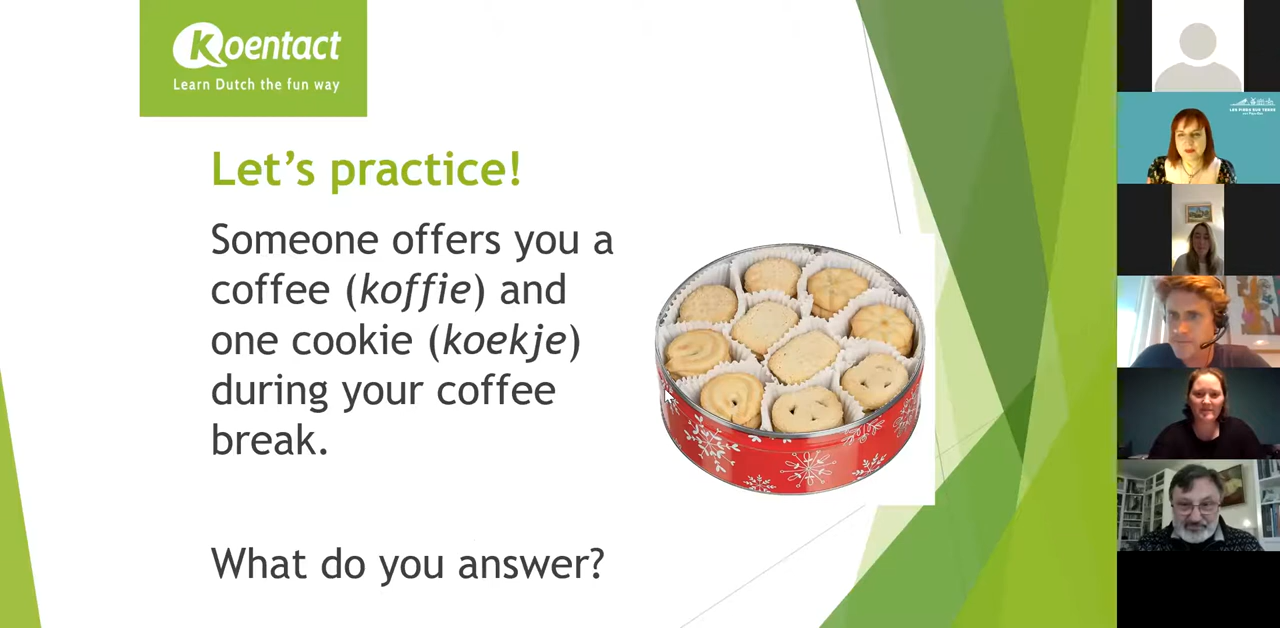 Koentact
Learn Dutch the fun way
Let's practice!
Someone offers you a
coffee (koffie) and
one cookie (koekje)
during your coffee
break.
What do you answer?